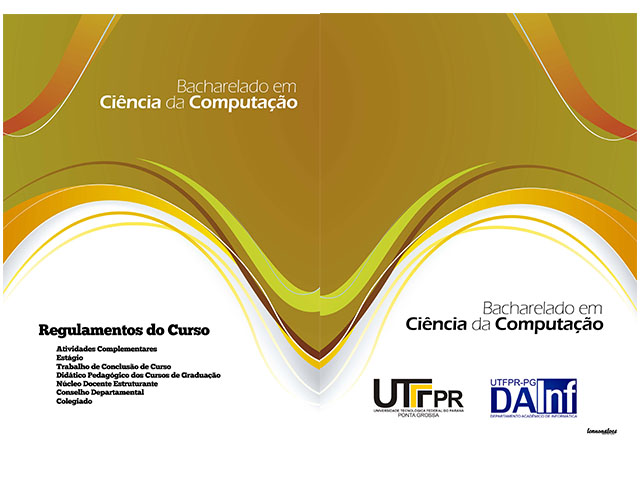 Bacharelado em
Ciência da Computação
Regulamentos do Curso
Atividades Complementares
Estágio
Trabalho de Conclusão de Curso
Didático Pedagógico dos Cursos de Graduação
Núcleo Docente Estruturante
Conselho Departamental
Colegiado
Bacharelado em
Ciência da Computação
UTFPR
UNIVERSIDADE TECNOLÓGICA FEDERAL DO PARANÁ
PONTA GROSSA
UTFPR-PG
DAInf
DEPARTAMENTO ACADÊMICO DE INFORMÁTICA